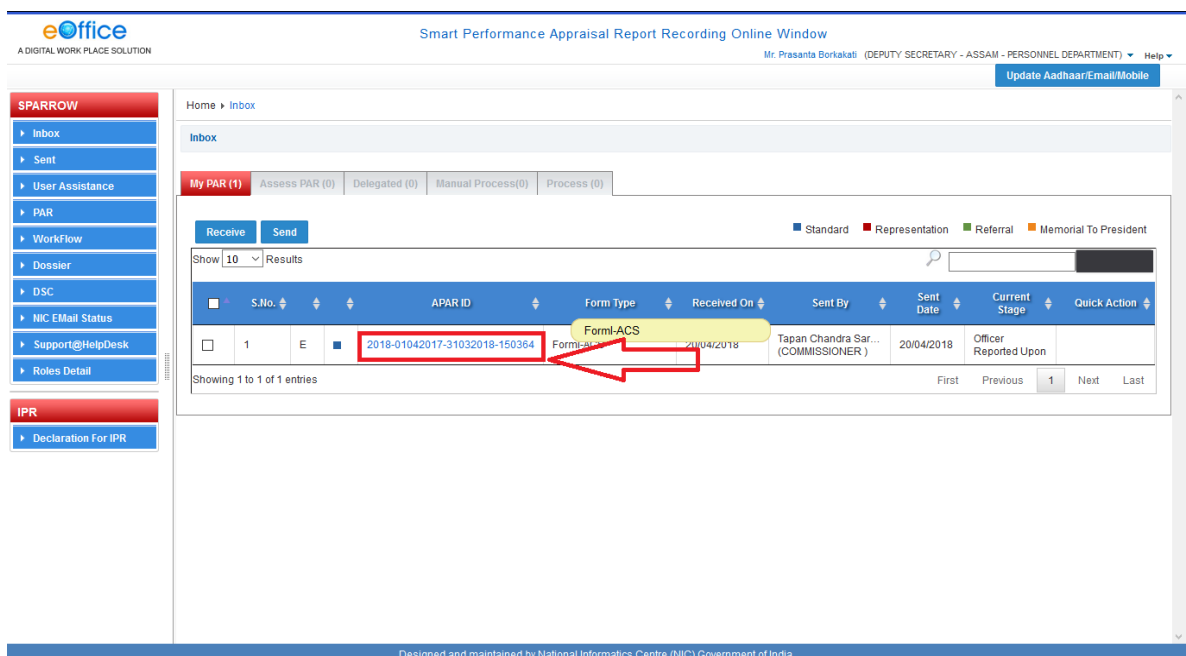 eOffice
A DIGITAL WORK PLACE SOLUTION
Smart Performance Appraisal Report Recording Online Window
Mr. Prasanta Borkakati (DEPUTY SECRETARY - ASSAM - PERSONNEL DEPARTMENT) Help
Update Aadhaar/Email/Mobile
SPARROW
Inbox
Sent
User Assistance
PAR
WorkFlow
Dossier
DSC
NIC EMail Status
Support@HelpDesk
Roles Detail
IPR
Declaration For IPR
Home Inbox
Inbox
My PAR (1) Assess PAR (0) Delegated (0) Manual Process(0) Process (0)
Receive Send
Standard Representation Referral Memorial To President
Show 10 Results
S.No. APAR ID Form Type Received On Sent By Sent Date Current Stage Quick Action
FormI-ACS
1 E 2018-01042017-31032018-150364 FormI-ACS 20/04/2018 Tapan Chandra Sar... (COMMISSIONER ) 20/04/2018 Officer Reported Upon
Showing 1 to 1 of 1 entries
First Previous 1 Next Last
Designed and maintained by National Informatics Centre (NIC) Government of India